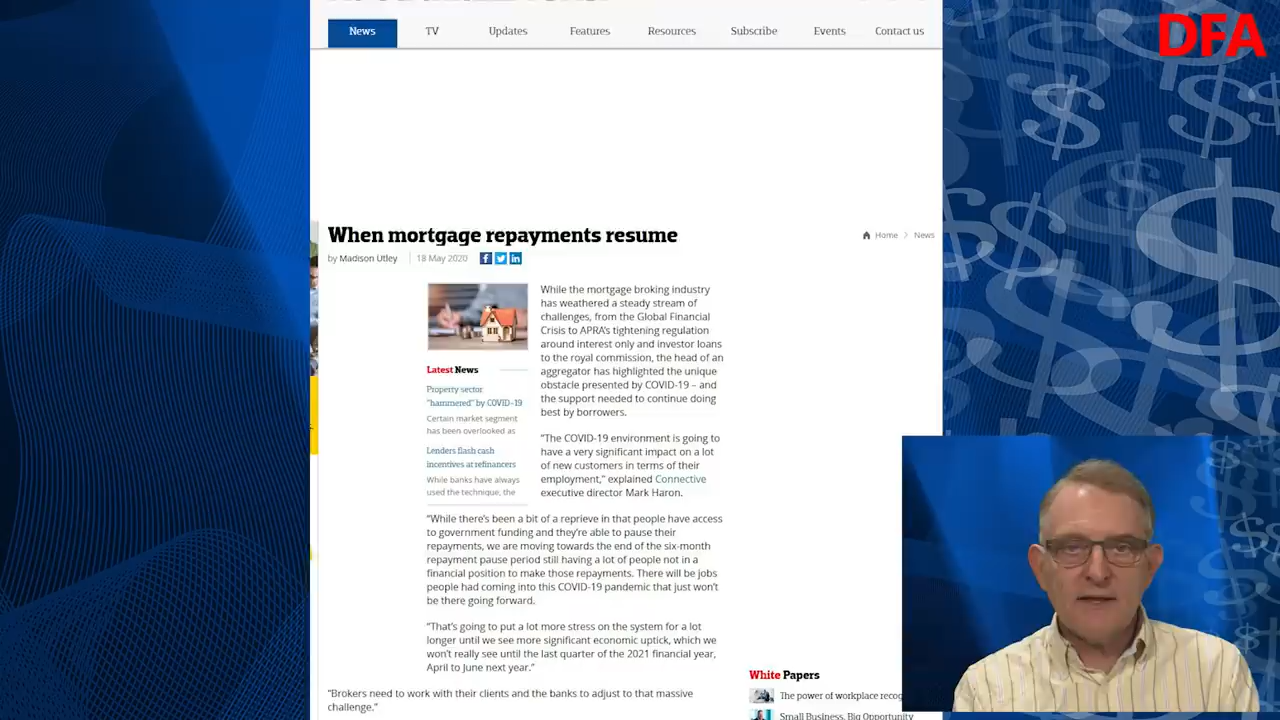 DFA
News
TV
Updates
Features
Resources
Subscribe
Events
Contact us
When mortgage repayments resume
Home > News
by Madison Utley
18 May 2020
While the mortgage broking industry
has weathered a steady stream of
challenges, from the Global Financial
Crisis to APRA's tightening regulation
around interest only and investor loans
to the royal commission, the head of an
aggregator has highlighted the unique
obstacle presented by COVID-19 – and
the support needed to continue doing
best by borrowers.
Latest News
Property sector
"hammered" by COVID-19
Certain market segment
has been overlooked as
Lenders flash cash
incentives at refinancers
While banks have always
used the technique, the
"The COVID-19 environment is going to
have a very significant impact on a lot
of new customers in terms of their
employment," explained Connective
executive director Mark Haron.
"While there's been a bit of a reprieve in that people have access
to government funding and they're able to pause their
repayments, we are moving towards the end of the six-month
repayment pause period still having a lot of people not in a
financial position to make those repayments. There will be jobs
people had coming into this COVID-19 pandemic that just won't
be there going forward.
"That's going to put a lot more stress on the system for a lot
longer until we see more significant economic uptick, which we
won't really see until the last quarter of the 2021 financial year,
April to June next year."
"Brokers need to work with their clients and the banks to adjust to that massive
challenge."
White Papers
The power of workplace
Small Business, Big Opportunity